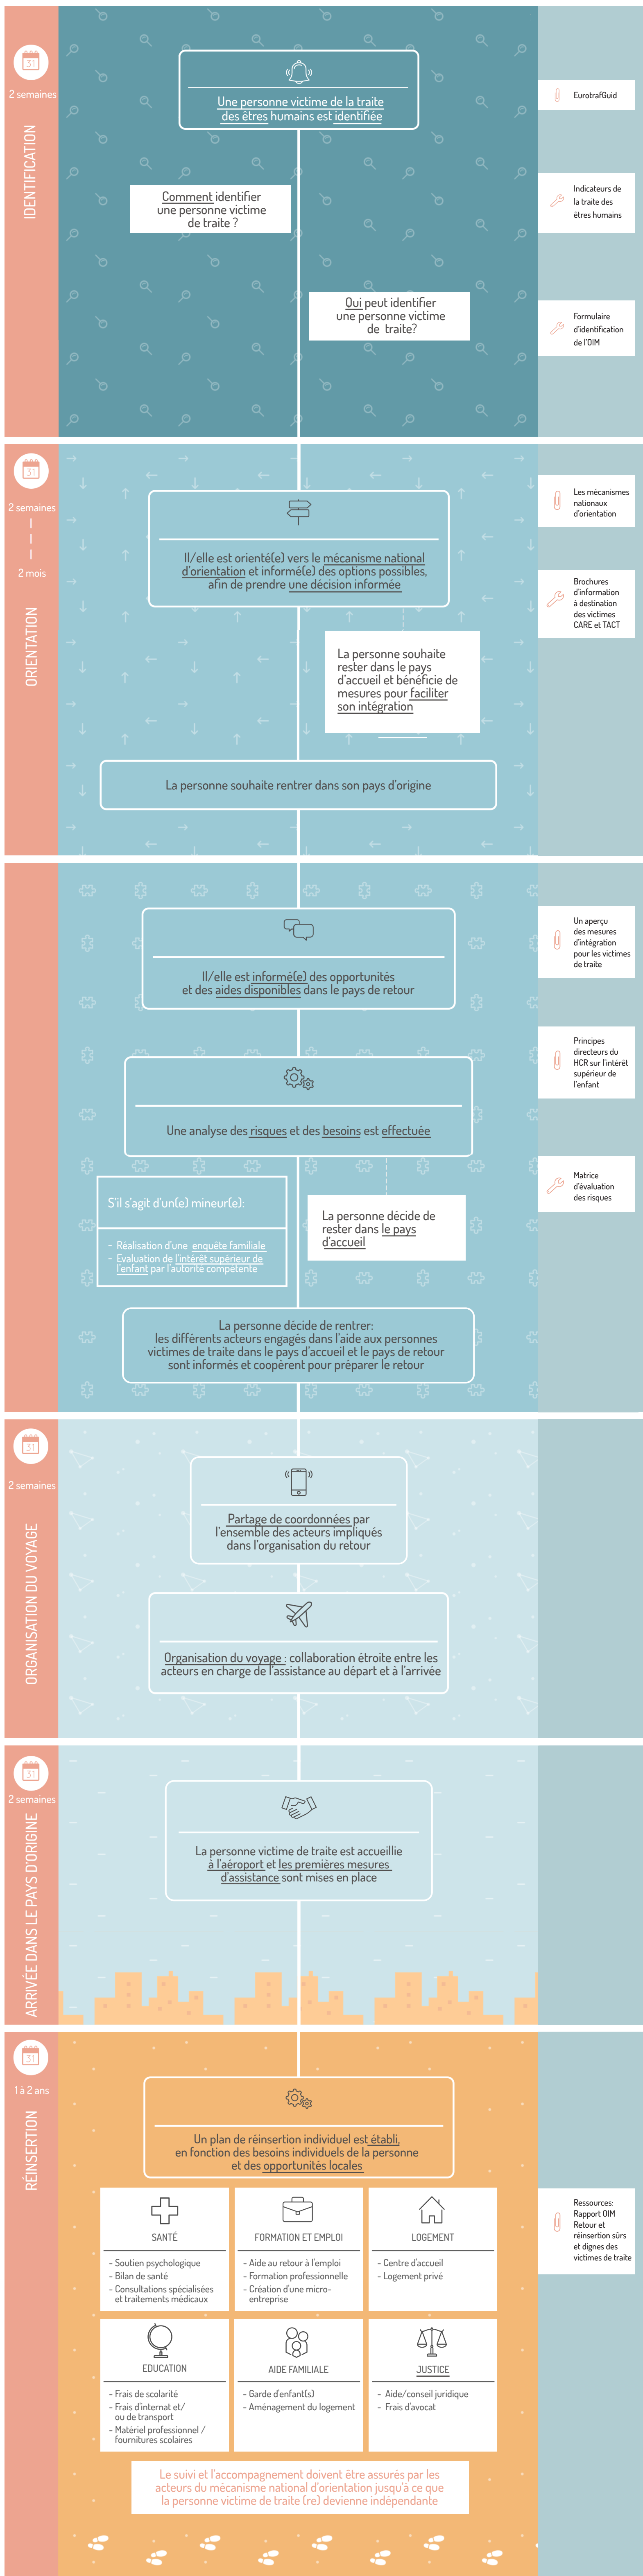 31
2 semaines
IDENTIFICATION
Une personne victime de la traite
des êtres humains est identifiée
Comment identifier
une personne victime
de traite ?
Qui peut identifier
une personne victime
de traite?
EurotrafGuid
Indicateurs de
la traite des
êtres humains
Formulaire
d'identification
de l'OIM
31
2 semaines
2 mois
ORIENTATION
Il/elle est orienté(e) vers le mécanisme national
d'orientation et informé(e) des options possibles,
afin de prendre une décision informée
La personne souhaite
rester dans le pays
d'accueil et bénéficie de
mesures pour faciliter
son intégration
La personne souhaite rentrer dans son pays d'origine
Les mécanismes
nationaux
d'orientation
Brochures
d'information
à destination
des victimes
CARE et TACT
Il/elle est informé(e) des opportunités
et des aides disponibles dans le pays de retour
Une analyse des risques et des besoins est effectuée
S'il s'agit d'un(e) mineur(e):
- Réalisation d'une enquête familiale
- Evaluation de l'intérêt supérieur de
l'enfant par l'autorité compétente
La personne décide de
rester dans le pays
d'accueil
La personne décide de rentrer:
les différents acteurs engagés dans l'aide aux personnes
victimes de traite dans le pays d'accueil et le pays de retour
sont informés et coopèrent pour préparer le retour
Un aperçu
des mesures
d'intégration
pour les victimes
de traite
Principes
directeurs du
HCR sur l'intérêt
supérieur de
l'enfant
Matrice
d'évaluation
des risques
31
2 semaines
ORGANISATION DU VOYAGE
Partage de coordonnées par
l'ensemble des acteurs impliqués
dans l'organisation du retour
Organisation du voyage : collaboration étroite entre les
acteurs en charge de l'assistance au départ et à l'arrivée
31
2 semaines
ARRIVÉE DANS LE PAYS D'ORIGINE
La personne victime de traite est accueillie
à l'aéroport et les premières mesures
d'assistance sont mises en place
31
1 à 2 ans
RÉINSERTION
Un plan de réinsertion individuel est établi,
en fonction des besoins individuels de la personne
et des opportunités locales
SANTÉ
- Soutien psychologique
- Bilan de santé
- Consultations spécialisées
et traitements médicaux
FORMATION ET EMPLOI
- Aide au retour à l'emploi
- Formation professionnelle
- Création d'une micro-
entreprise
LOGEMENT
- Centre d'accueil
- Logement privé
EDUCATION
- Frais de scolarité
- Frais d'internat et/
ou de transport
- Matériel professionnel /
fournitures scolaires
AIDE FAMILIALE
- Garde d'enfant(s)
- Aménagement du logement
JUSTICE
- Aide/conseil juridique
- Frais d'avocat
Le suivi et l'accompagnement doivent être assurés par les
acteurs du mécanisme national d'orientation jusqu'à ce que
la personne victime de traite (re) devienne indépendante
Ressources:
Rapport OIM
Retour et
réinsertion sûrs
et dignes des
victimes de traite